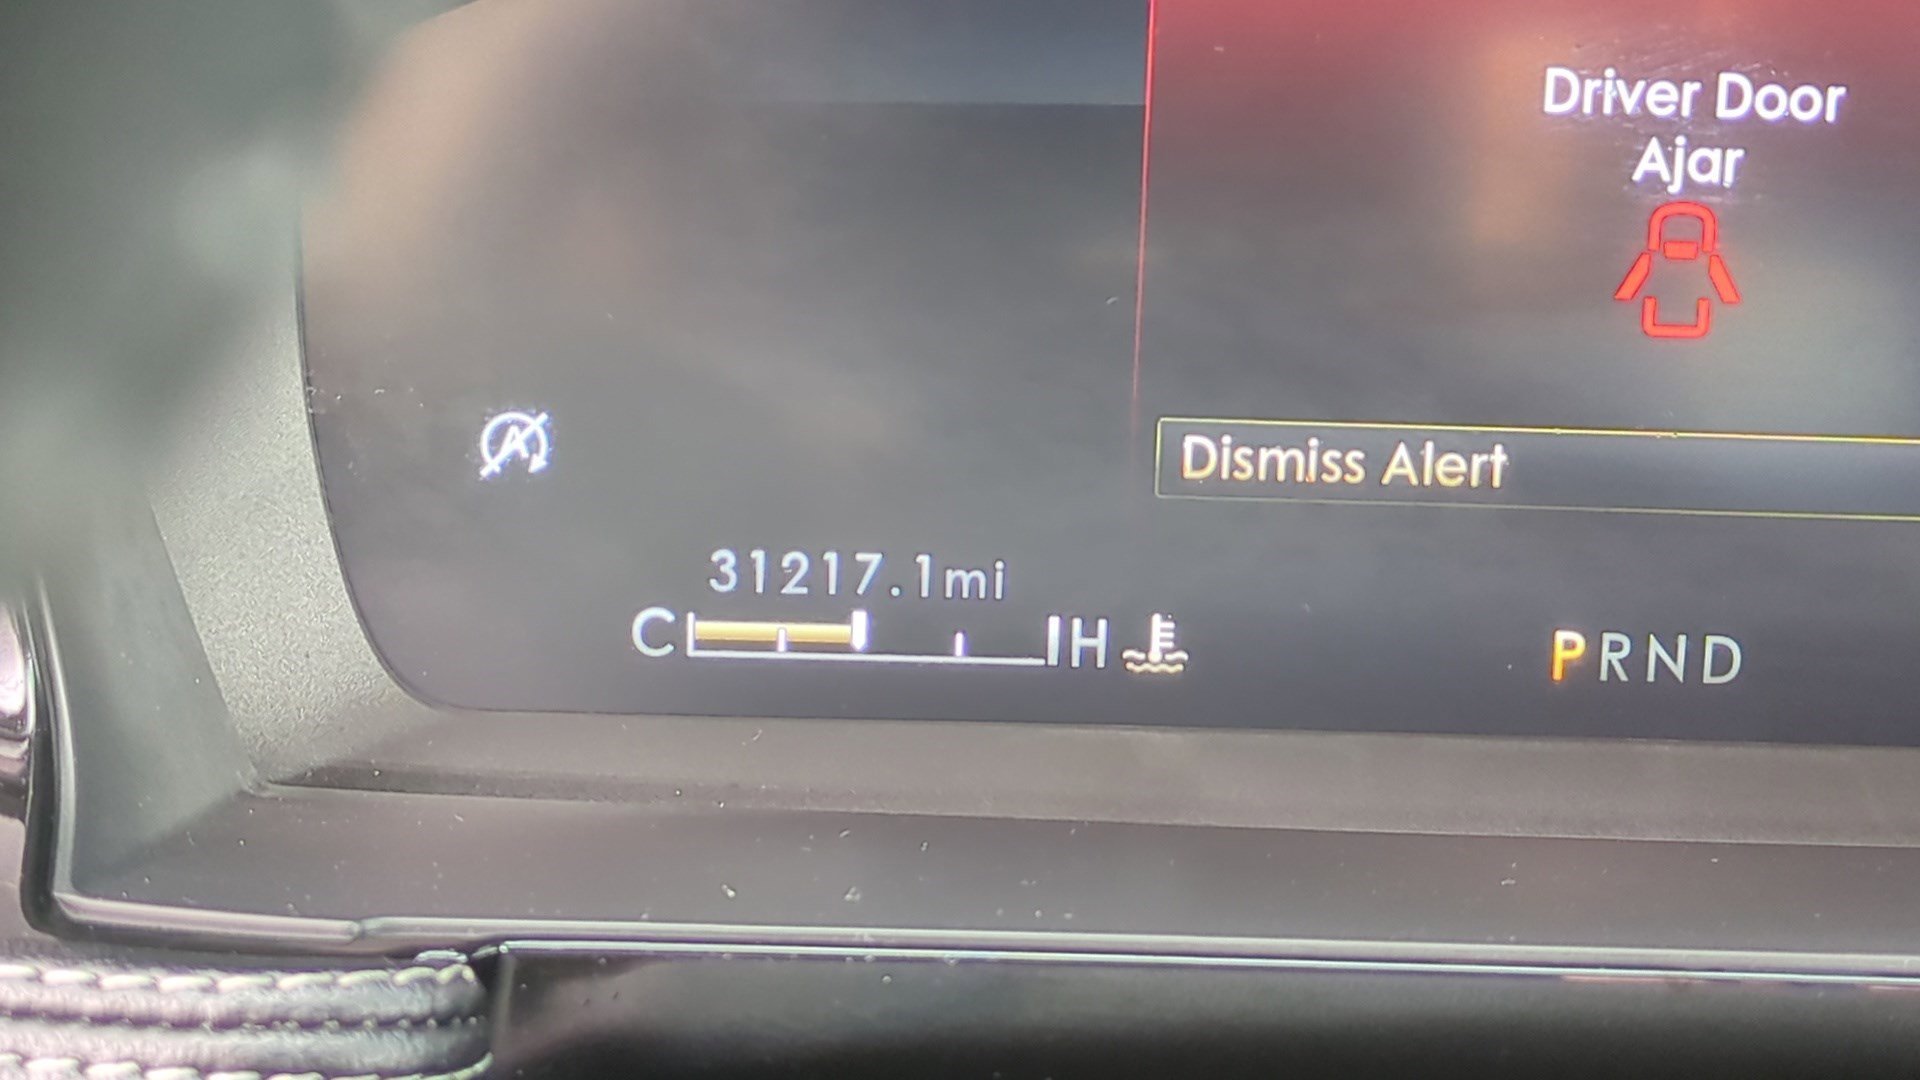 Driver Door
Ajar
A
Dismiss Alert
31217.1mi
C H
PRND